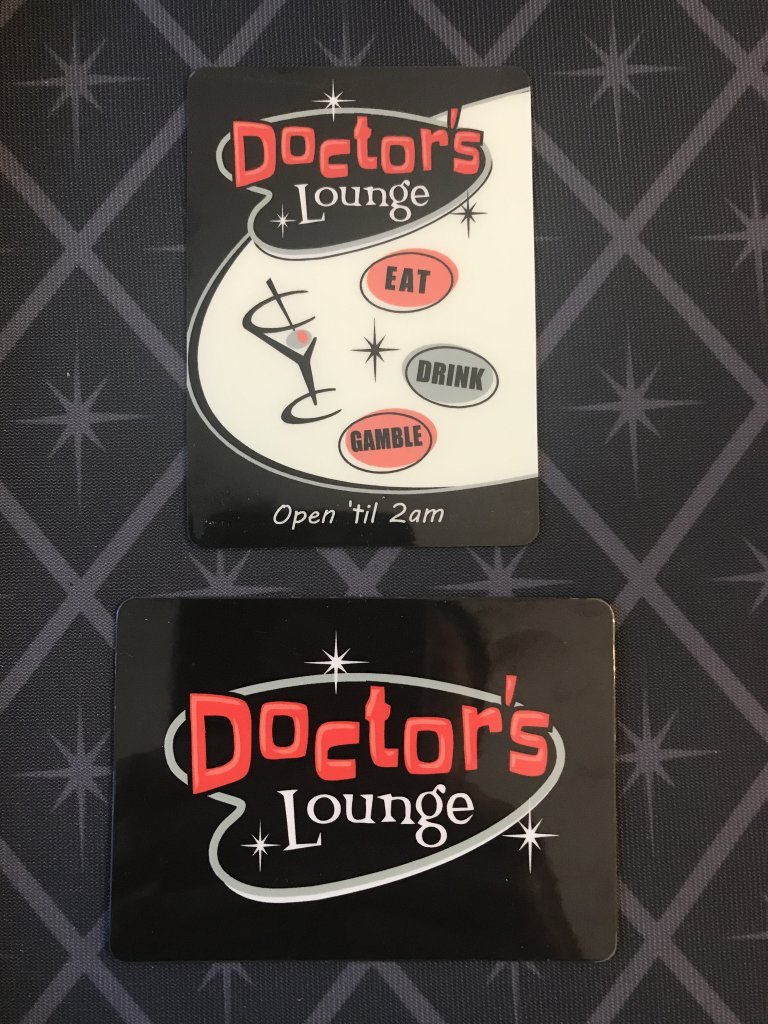 Doctor's
Lounge
EAT
DRINK
GAMBLE
Open 'til 2am
Doctor's
Lounge